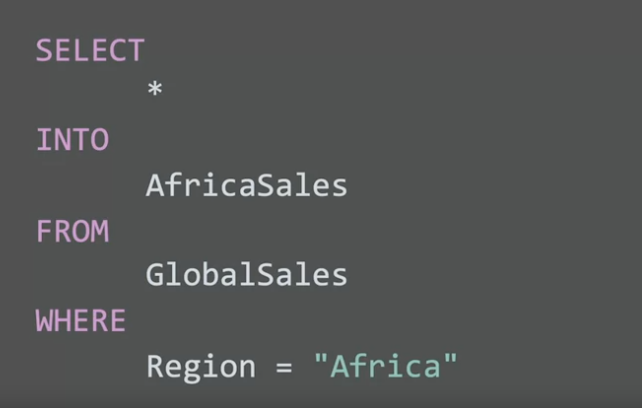 SELECT
*
INTO
AfricaSales
FROM
GlobalSales
WHERE
Region = "Africa"